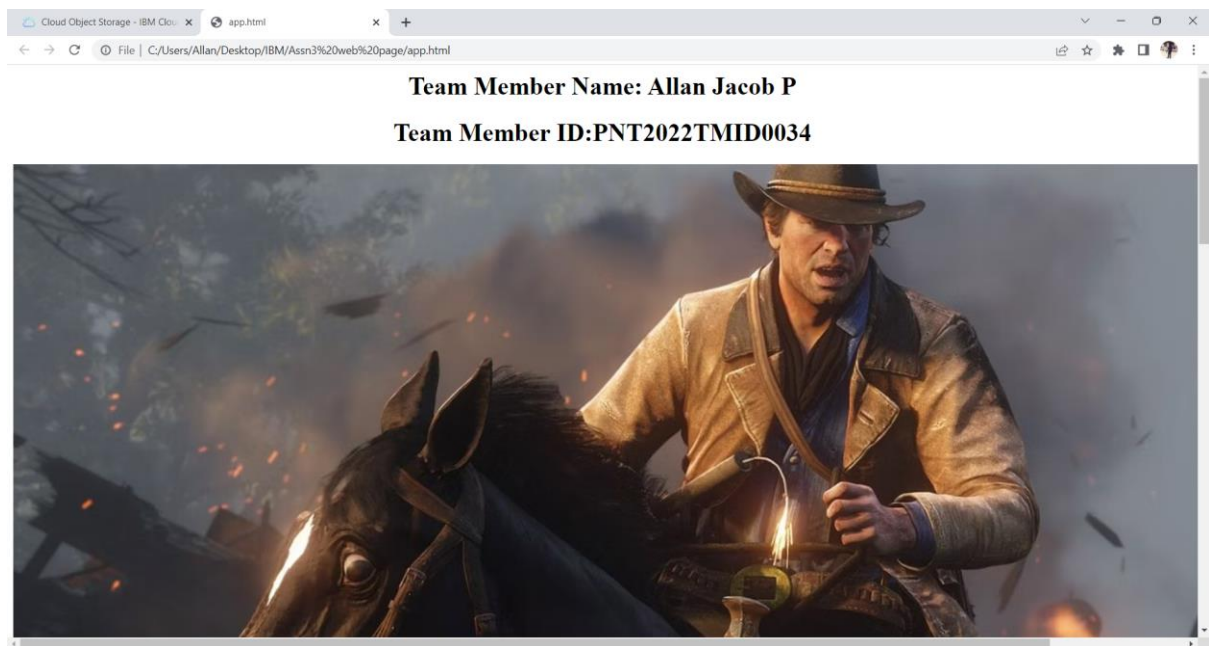 Cloud Object Storage - IBM Clou
app.html
File | C:/Users/Allan/Desktop/IBM/Assn3%20web%20page/app.html
Team Member Name: Allan Jacob P
Team Member ID:PNT2022TMID0034